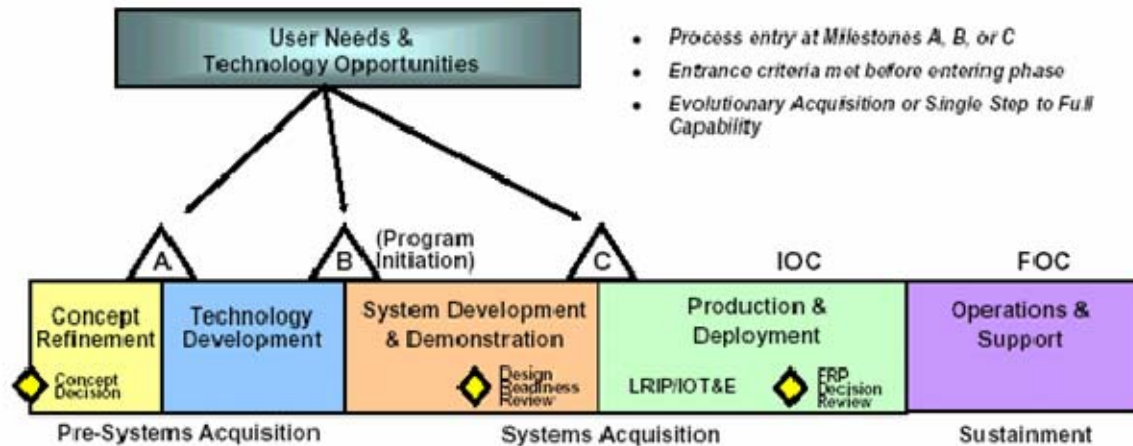 User Needs &
Technology Opportunities
• Process entry at Milestones A, B, or C
• Entrance criteria met before entering phase
• Evolutionary Acquisition or Single Step to Full
Capability
A
B
(Program
Initiation)
C
IOC
FOC
Concept
Refinement
Technology
Development
System Development
& Demonstration
Production &
Deployment
Operations &
Support
Concept
Decision
Design
Readiness
Review
LRIP/IOT&E
FRP
Decision
Review
Pre-Systems Acquisition
Systems Acquisition
Sustainment